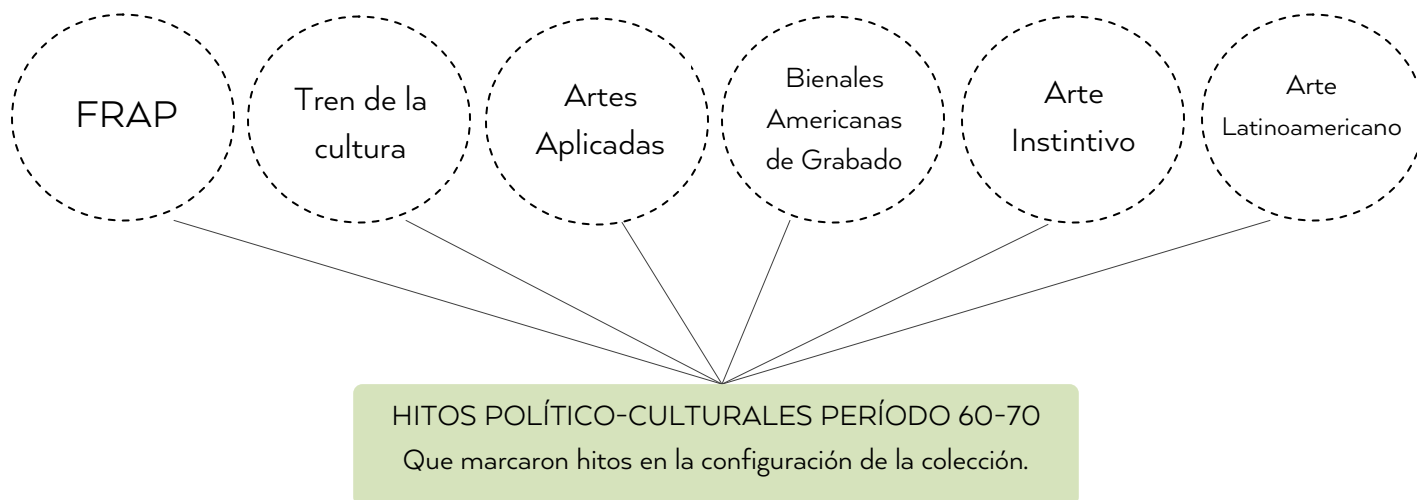 FRAP
Tren de la
cultura
Artes
Aplicadas
Bienales
Americanas
de Grabado
Arte
Instintivo
Arte
Latinoamericano
HITOS POLÍTICO-CULTURALES PERÍODO 60-70
Que marcaron hitos en la configuración de la colección.